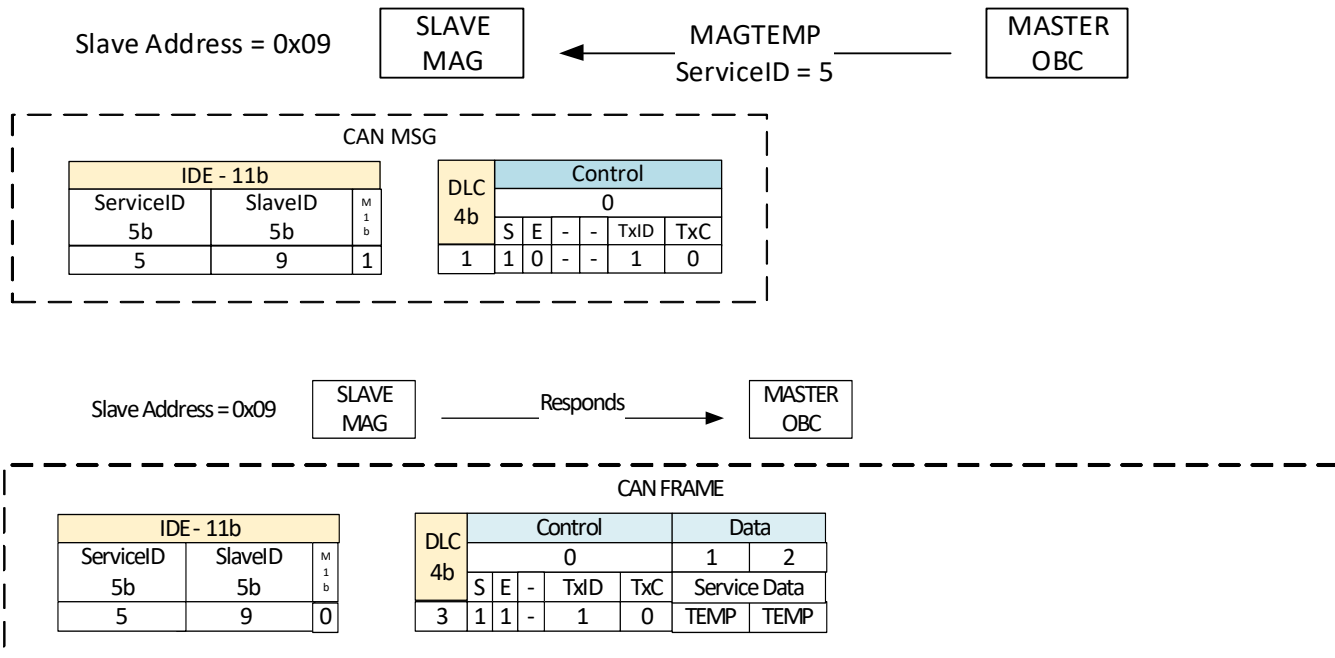 Slave Address = 0x09
SLAVE
MAG
MAGTEMP
ServiceID = 5
MASTER
OBC
CAN MSG
IDE - 11b
ServiceID
5b
SlaveID
5b
M
1
b
5 9 1
DLC
4b
Control
0
S E - - TxID TxC
1 1 0 - - 1 0
Slave Address = 0x09
SLAVE
MAG
Responds
MASTER
OBC
CAN FRAME
IDE - 11b
ServiceID
5b
SlaveID
5b
M
1
b
5 9 0
DLC
4b
Control Data
0 1 2
S E - TxID TxC Service Data
3 1 1 - 1 0 TEMP TEMP